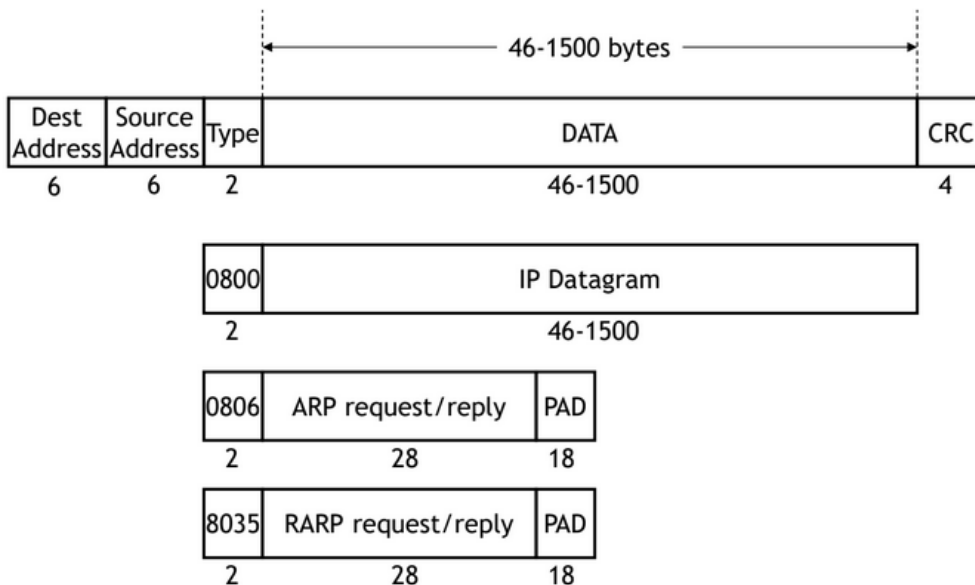 46-1500 bytes
Dest Address
Source Address
Type
DATA
CRC
6
6
2
46-1500
4
0800
IP Datagram
2
46-1500
0806
ARP request/reply
PAD
2
28
18
8035
RARP request/reply
PAD
2
28
18